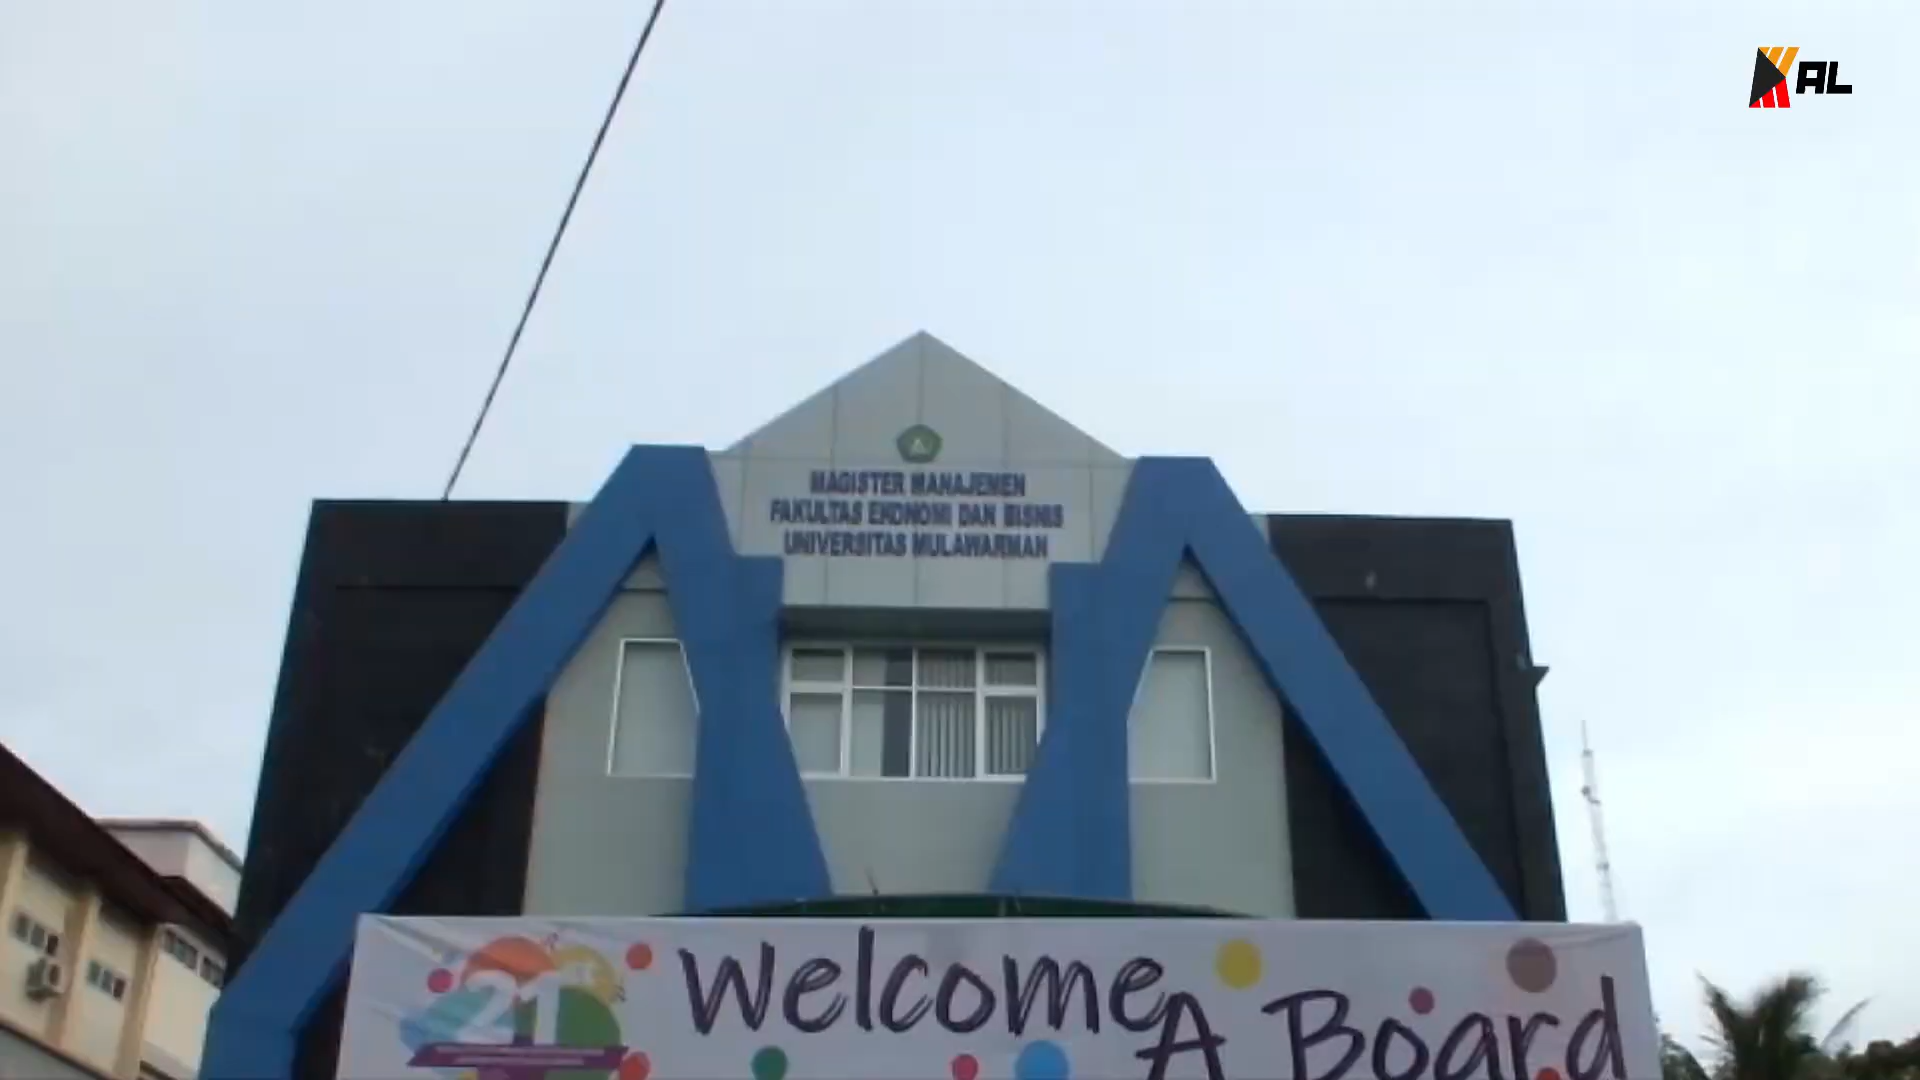 AL
MAGISTER MANAJEMEN
FAKULTAS EKONOMI DAN BISNIS
UNIVERSITAS MULAWARMAN
21
Welcome
A Board